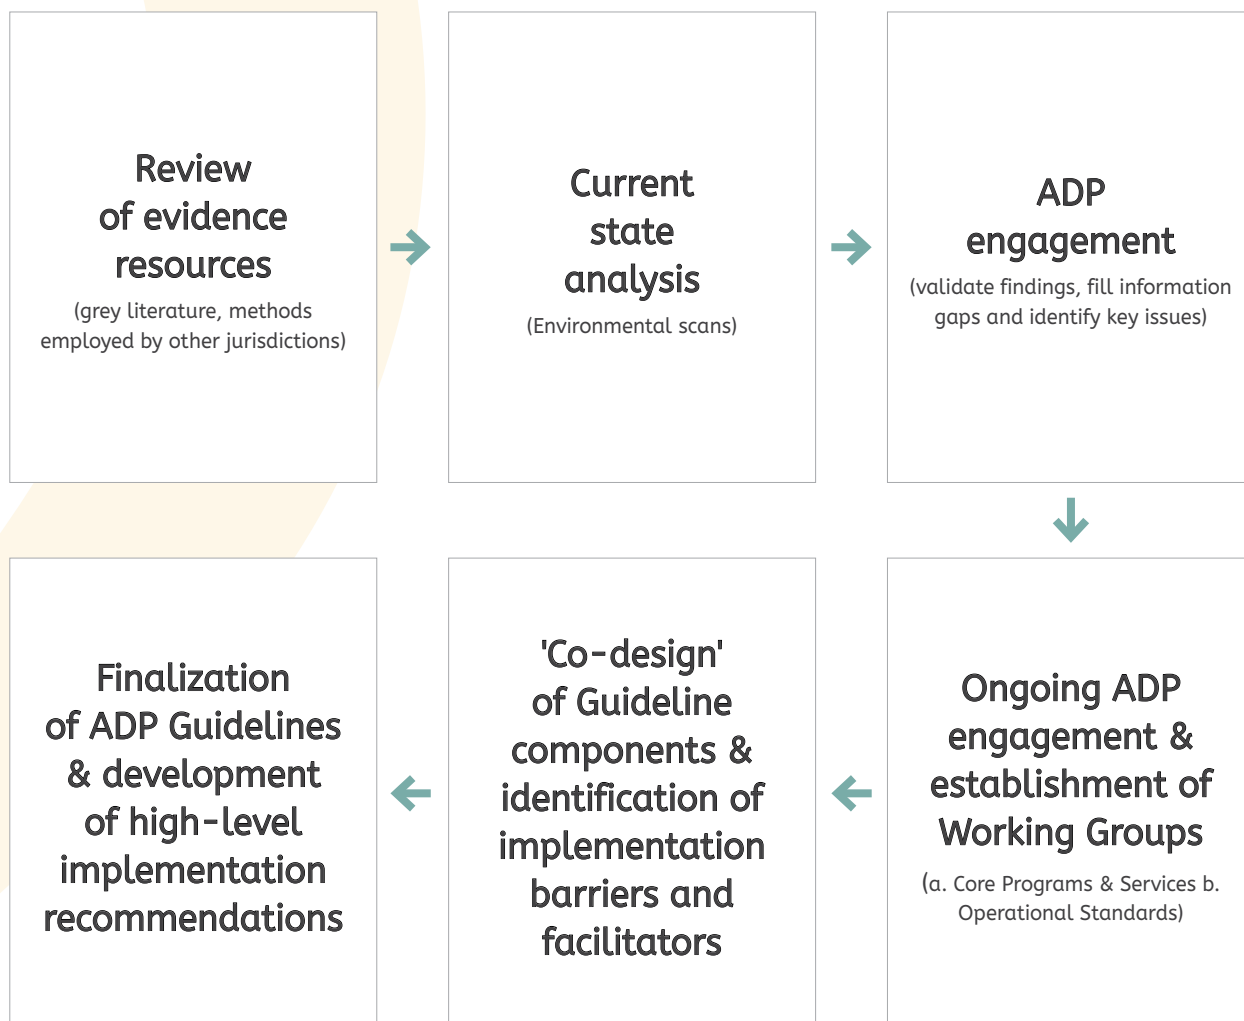 Review
of evidence
resources
(grey literature, methods
employed by other jurisdictions)
Current
state
analysis
(Environmental scans)
ADP
engagement
(validate findings, fill information
gaps and identify key issues)
Ongoing ADP
engagement &
establishment of
Working Groups
(a. Core Programs & Services b.
Operational Standards)
'Co-design'
of Guideline
components &
identification of
implementation
barriers and
facilitators
Finalization
of ADP Guidelines
& development
of high-level
implementation
recommendations